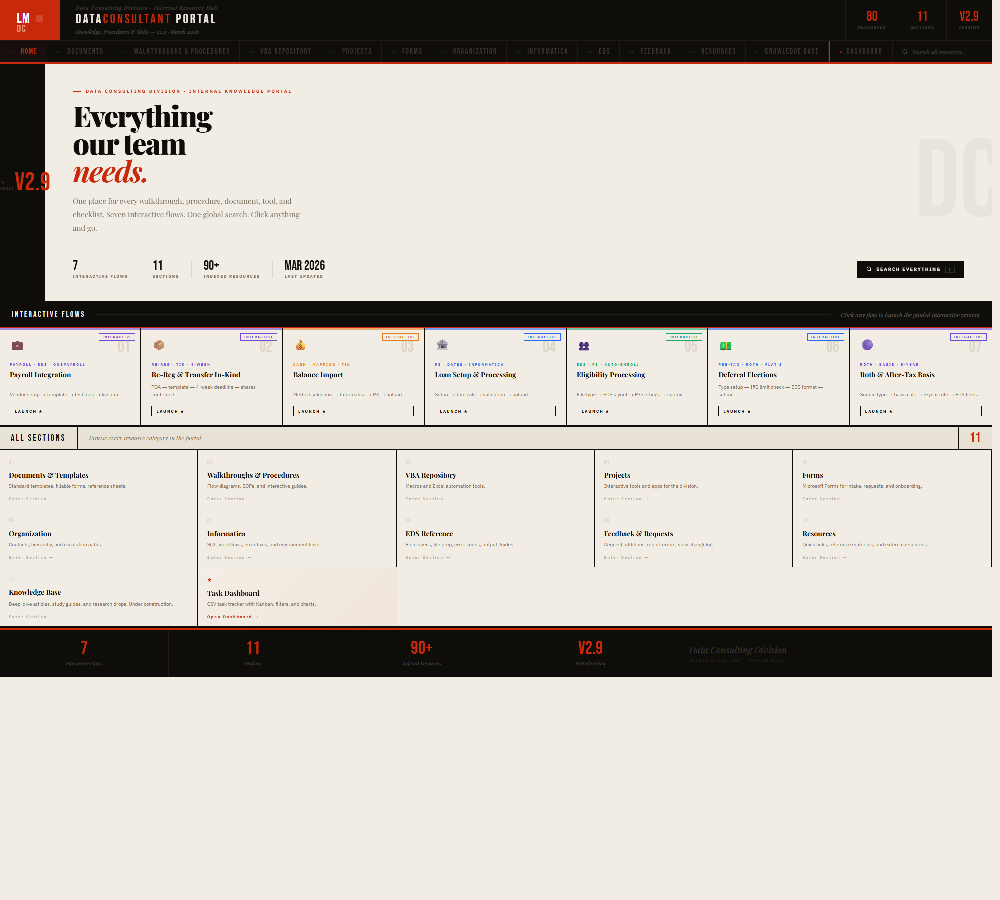 LM
DC
Data Consulting Division · Internal Resource Hub
DATACONSULTANT PORTAL
Knowledge, Procedures & Tools — v2.9 · March 2026
80
RESOURCES
11
SECTIONS
V2.9
VERSION
HOME
01. DOCUMENTS
02. WALKTHROUGHS & PROCEDURES
03. VBA REPOSITORY
04. PROJECTS
05. FORMS
06. ORGANIZATION
07. INFORMATICA
08. EDS
09. FEEDBACK
10. RESOURCES
11. KNOWLEDGE BASE
★ DASHBOARD
Search all resources...
V2.9
DATA CONSULTING DIVISION · INTERNAL KNOWLEDGE PORTAL
Everything
our team
needs.
One place for every walkthrough, procedure, document, tool, and
checklist. Seven interactive flows. One global search. Click anything
and go.
DC
7
INTERACTIVE FLOWS
11
SECTIONS
90+
INDEXED RESOURCES
MAR 2026
LAST UPDATED
SEARCH EVERYTHING /
INTERACTIVE FLOWS
Click any flow to launch the guided interactive version
INTERACTIVE
01
PAYROLL · EDS · ONEPAYROLL
Payroll Integration
Vendor setup → template → test loop → live run
LAUNCH ★
INTERACTIVE
02
RE-REG · TIK · 4-WEEK
Re-Reg & Transfer In-Kind
TOA → template → 4-week deadline → shares
confirmed
LAUNCH ★
INTERACTIVE
03
CASH · MAPPING · TIK
Balance Import
Method selection → Informatica → P3 → upload
LAUNCH ★
INTERACTIVE
04
P3 · DATES · INFORMATICA
Loan Setup & Processing
Setup → date calc → validation → upload
LAUNCH ★
INTERACTIVE
05
EDS · P3 · AUTO-ENROLL
Eligibility Processing
File type → EDS layout → P3 settings → submit
LAUNCH ★
INTERACTIVE
06
PRE-TAX · ROTH · FLAT $
Deferral Elections
Type setup → IRS limit check → EDS format →
submit
LAUNCH ★
INTERACTIVE
07
ROTH · BASIS · 5-YEAR
Roth & After-Tax Basis
Source type → basis calc → 5-year rule → EDS fields
LAUNCH ★
ALL SECTIONS
Browse every resource category in the portal
11
01.
Documents & Templates
Standard templates, fillable forms, reference sheets.
Enter Section →
02.
Walkthroughs & Procedures
Flow diagrams, SOPs, and interactive guides.
Enter Section →
03.
VBA Repository
Macros and Excel automation tools.
Enter Section →
04.
Projects
Interactive tools and apps for the division.
Enter Section →
05.
Forms
Microsoft Forms for intake, requests, and onboarding.
Enter Section →
06.
Organization
Contacts, hierarchy, and escalation paths.
Enter Section →
07.
Informatica
SQL, workflows, error fixes, and environment links.
Enter Section →
08.
EDS Reference
Field specs, file prep, error codes, output guides.
Enter Section →
09.
Feedback & Requests
Request additions, report errors, view changelog.
Enter Section →
10.
Resources
Quick links, reference materials, and external resources.
Enter Section →
11.
Knowledge Base
Deep-dive articles, study guides, and research drops. Under construction.
Enter Section →
★
Task Dashboard
CSV task tracker with Kanban, filters, and charts.
Open Dashboard →
7
Interactive Flows
11
Sections
90+
Indexed Resources
V2.9
Portal Version
Data Consulting Division
INTERNAL USE ONLY · MARCH 2026